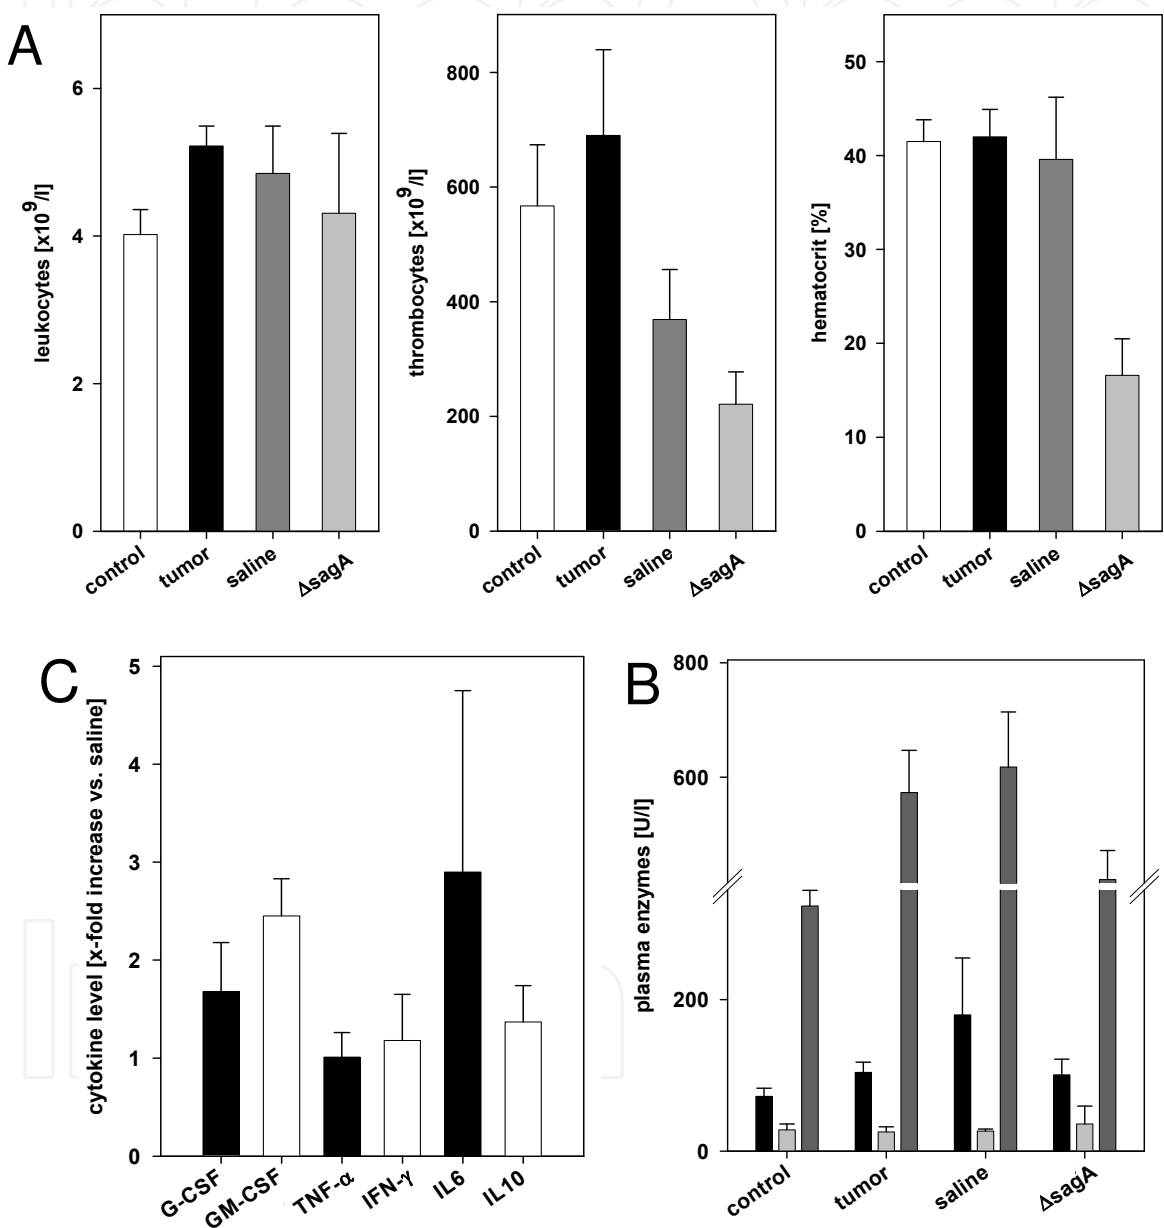 A
leukocytes [x10⁹/l]
6
4
2
0
control
tumor
saline
ΔsagA
thrombocytes [x10⁹/l]
800
600
400
200
0
control
tumor
saline
ΔsagA
hematocrit [%]
50
40
30
20
10
0
control
tumor
saline
ΔsagA
C
cytokine level [x-fold increase vs. saline]
5
4
3
2
1
0
G-CSF
GM-CSF
TNF-α
IFN-γ
IL6
IL10
B
plasma enzymes [U/l]
800
600
200
0
control
tumor
saline
ΔsagA